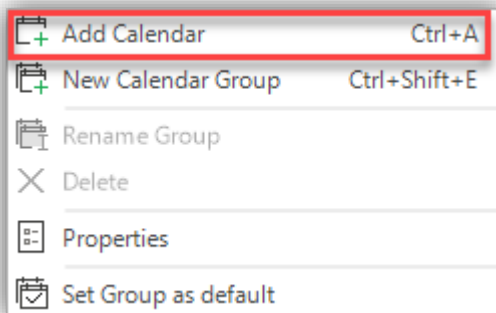 Add Calendar Ctrl+A
New Calendar Group Ctrl+Shift+E
Rename Group
Delete
Properties
Set Group as default